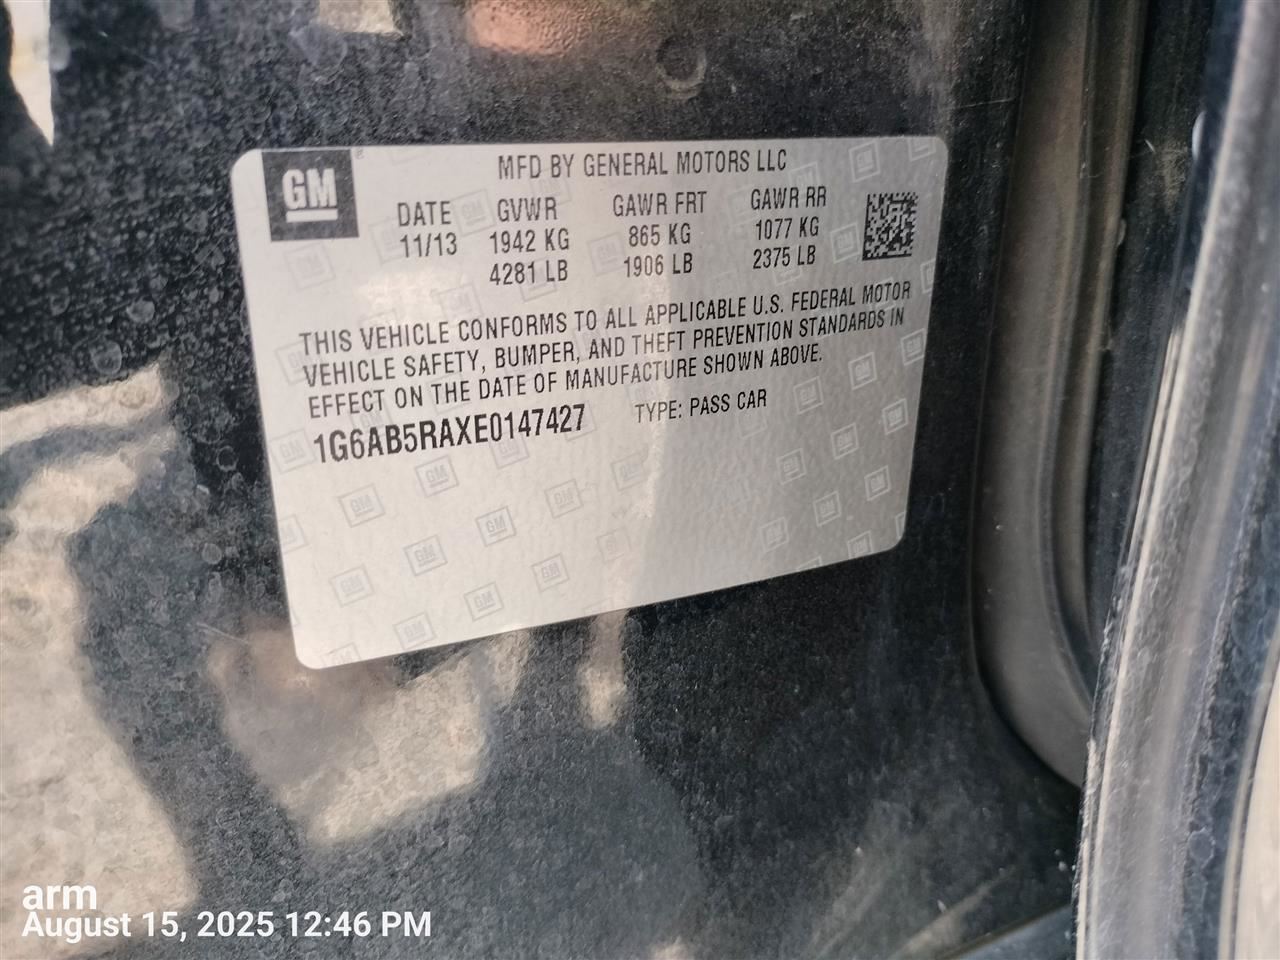 GM
MFD BY GENERAL MOTORS LLC
DATE GVWR GAWR FRT GAWR RR
11/13 1942 KG 865 KG 1077 KG
4281 LB 1906 LB 2375 LB
THIS VEHICLE CONFORMS TO ALL APPLICABLE U.S. FEDERAL MOTOR
VEHICLE SAFETY, BUMPER, AND THEFT PREVENTION STANDARDS IN
EFFECT ON THE DATE OF MANUFACTURE SHOWN ABOVE.
1G6AB5RAXE0147427 TYPE: PASS CAR
arm
August 15, 2025 12:46 PM